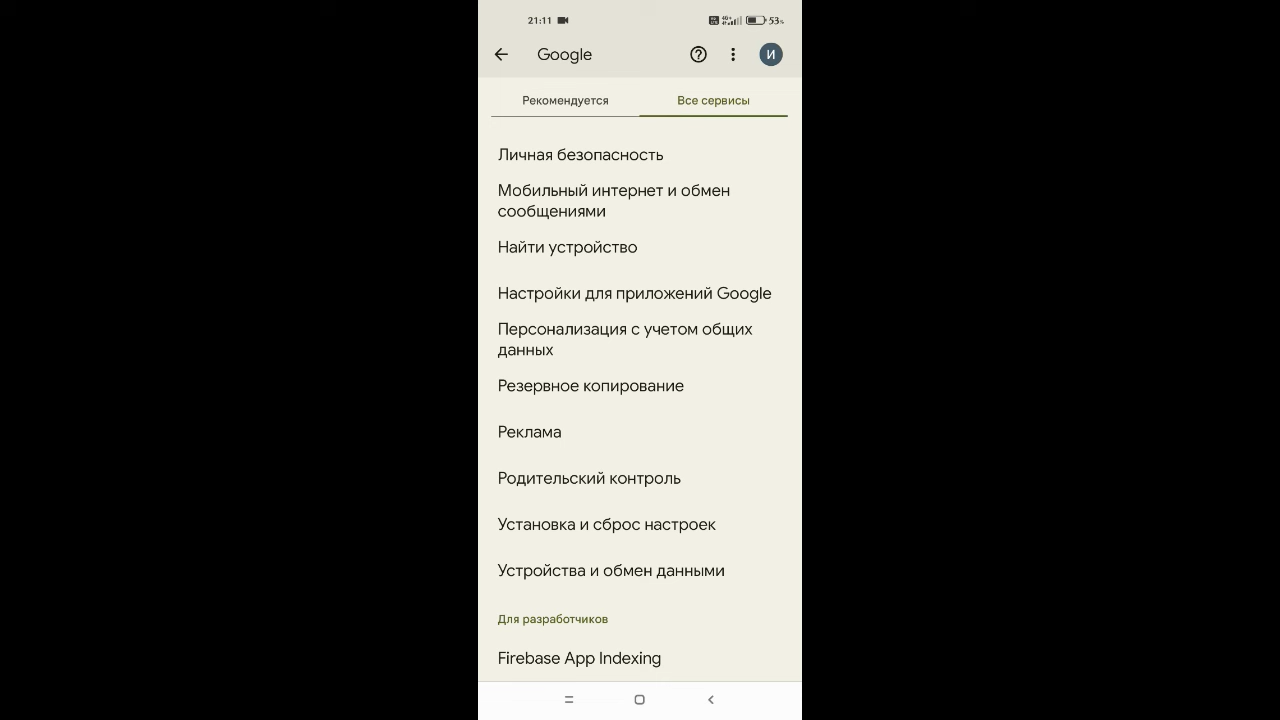 21:11
53%
Google
И
Рекомендуется
Все сервисы
Личная безопасность
Мобильный интернет и обмен
сообщениями
Найти устройство
Настройки для приложений Google
Персонализация с учетом общих
данных
Резервное копирование
Реклама
Родительский контроль
Установка и сброс настроек
Устройства и обмен данными
Для разработчиков
Firebase App Indexing